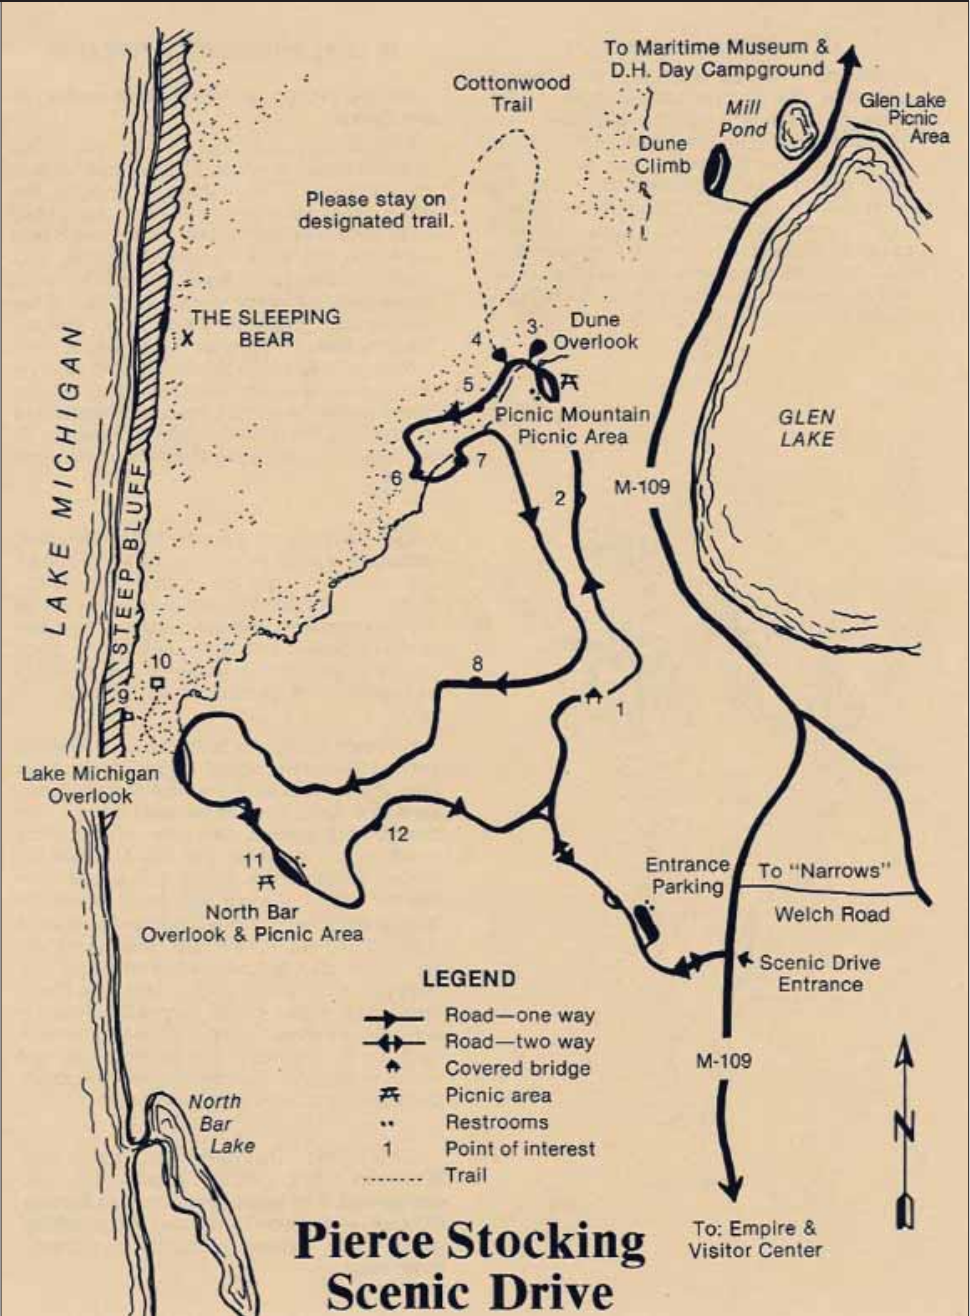 To Maritime Museum &
D.H. Day Campground
Cottonwood
Trail
Mill
Pond
Glen Lake
Picnic
Area
Dune
Climb
Please stay on
designated trail.
THE SLEEPING
BEAR
X
3
Dune
Overlook
4
5
Picnic Mountain
Picnic Area
GLEN
LAKE
LAKE MICHIGAN
STEEP BLUFF
6
7
2
M-109
8
10
9
1
Lake Michigan
Overlook
12
11
North Bar
Overlook & Picnic Area
Entrance
Parking
To "Narrows"
Welch Road
Scenic Drive
Entrance
LEGEND
Road—one way
Road—two way
Covered bridge
Picnic area
Restrooms
1 Point of interest
Trail
M-109
N
North
Bar
Lake
To: Empire &
Visitor Center
Pierce Stocking
Scenic Drive